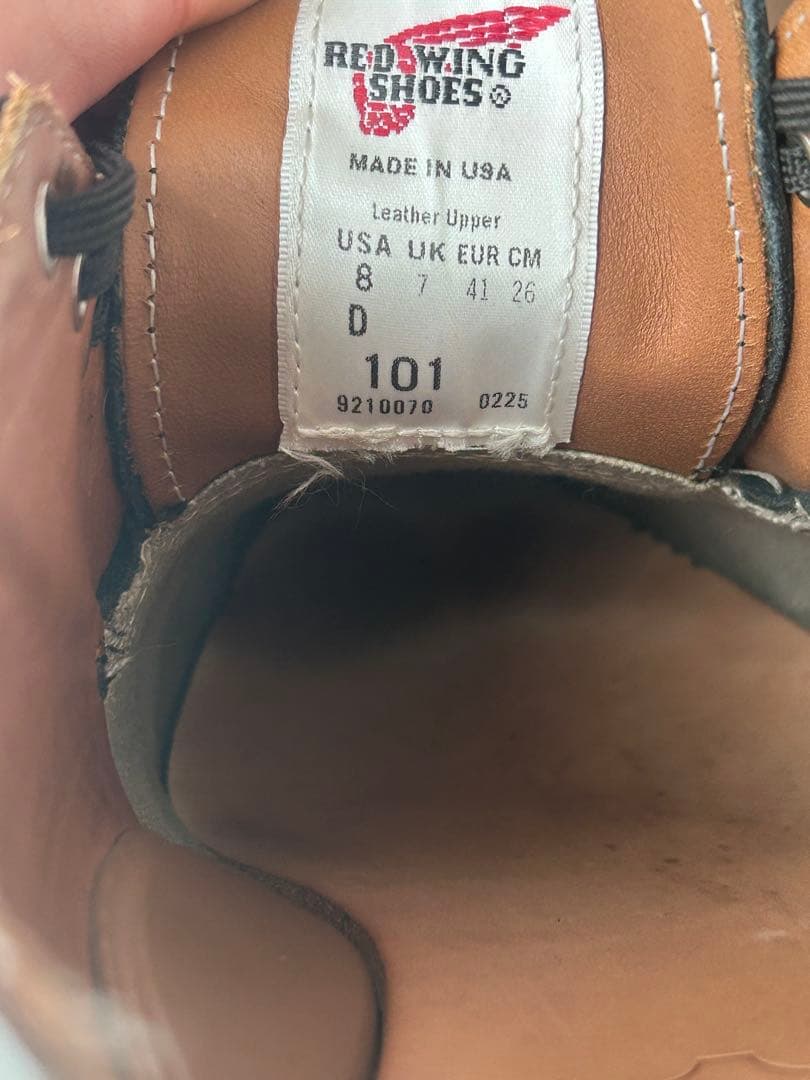 RED WING
SHOES ®
MADE IN USA
Leather Upper
USA UK EUR CM
8 7 41 26
D
101
9210070 0225